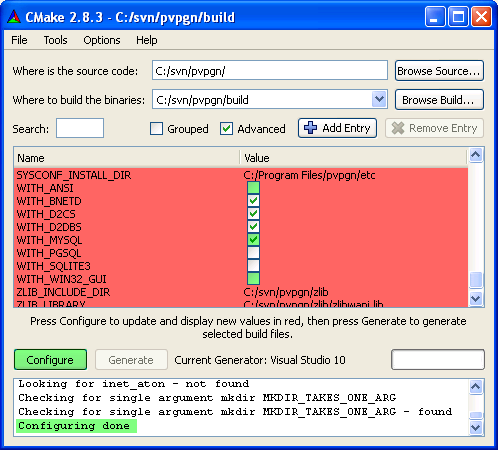 CMake 2.8.3 - C:/svn/pvpgn/build
File Tools Options Help
Where is the source code: C:/svn/pvpgn/ Browse Source...
Where to build the binaries: C:/svn/pvpgn/build Browse Build...
Search: Grouped Advanced Add Entry Remove Entry
Name Value
SYSCONF_INSTALL_DIR C:/Program Files/pvpgn/etc
WITH_ANSI
WITH_BNETD
WITH_D2CS
WITH_D2DBS
WITH_MYSQL
WITH_PGSQL
WITH_SQLITE3
WITH_WIN32_GUI
ZLIB_INCLUDE_DIR C:/svn/pvpgn/zlib
ZLIB_LIBRARY C:/svn/pvpgn/zlib/zlibwapi.lib
Press Configure to update and display new values in red, then press Generate to generate
selected build files.
Configure Generate Current Generator: Visual Studio 10
Looking for inet_aton - not found
Checking for single argument mkdir MKDIR_TAKES_ONE_ARG
Checking for single argument mkdir MKDIR_TAKES_ONE_ARG - found
Configuring done